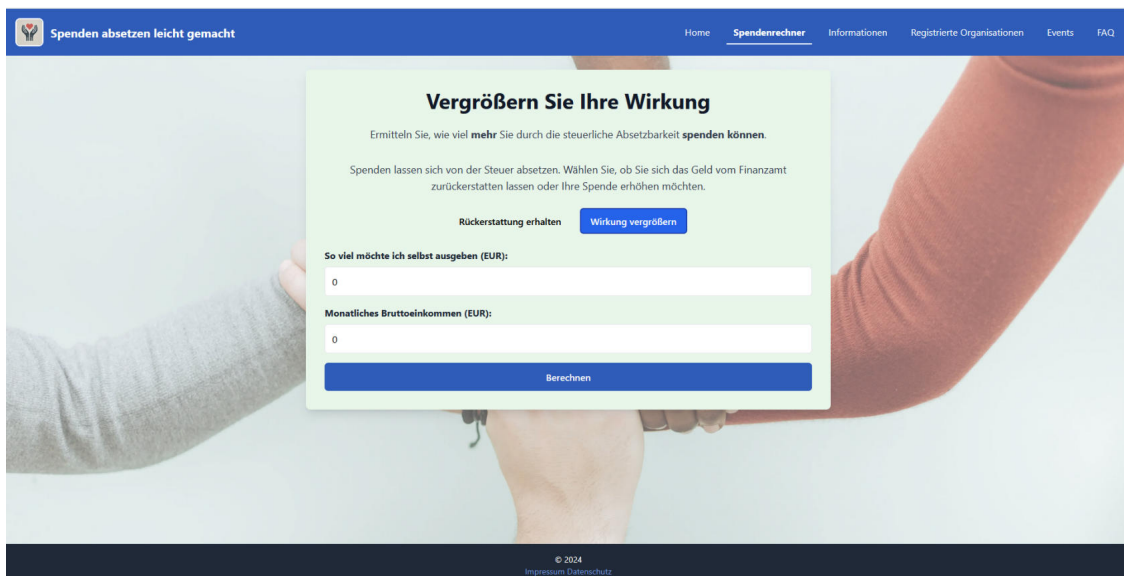 Spenden absetzen leicht gemacht
Home Spendenrechner Informationen Registrierte Organisationen Events FAQ
Vergrößern Sie Ihre Wirkung
Ermitteln Sie, wie viel mehr Sie durch die steuerliche Absetzbarkeit spenden können.
Spenden lassen sich von der Steuer absetzen. Wählen Sie, ob Sie sich das Geld vom Finanzamt
zurückerstatten lassen oder Ihre Spende erhöhen möchten.
Rückerstattung erhalten Wirkung vergrößern
So viel möchte ich selbst ausgeben (EUR):
0
Monatliches Bruttoeinkommen (EUR):
0
Berechnen
© 2024
Impressum Datenschutz